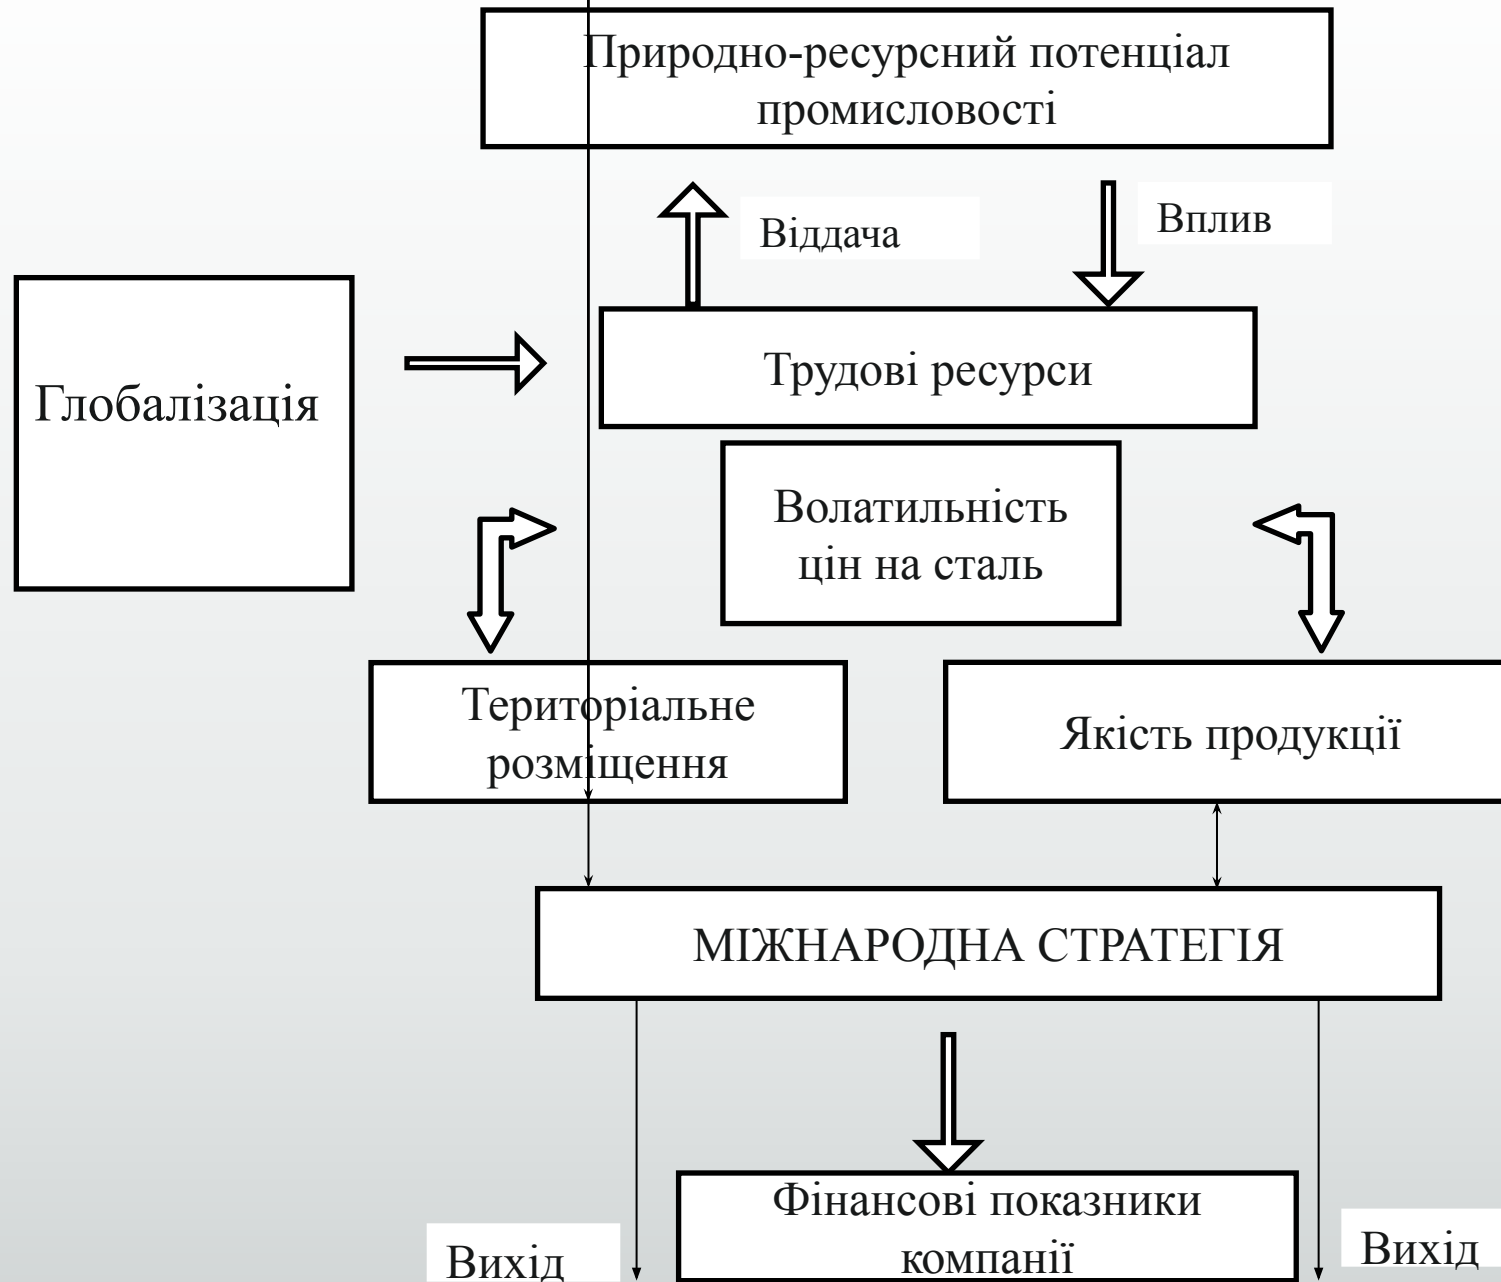 Природно-ресурсний потенціал
промисловості
Віддача
Вплив
Глобалізація
Трудові ресурси
Волатильність
цін на сталь
Територіальне
розміщення
Якість продукції
МІЖНАРОДНА СТРАТЕГІЯ
Фінансові показники
компанії
Вихід
Вихід